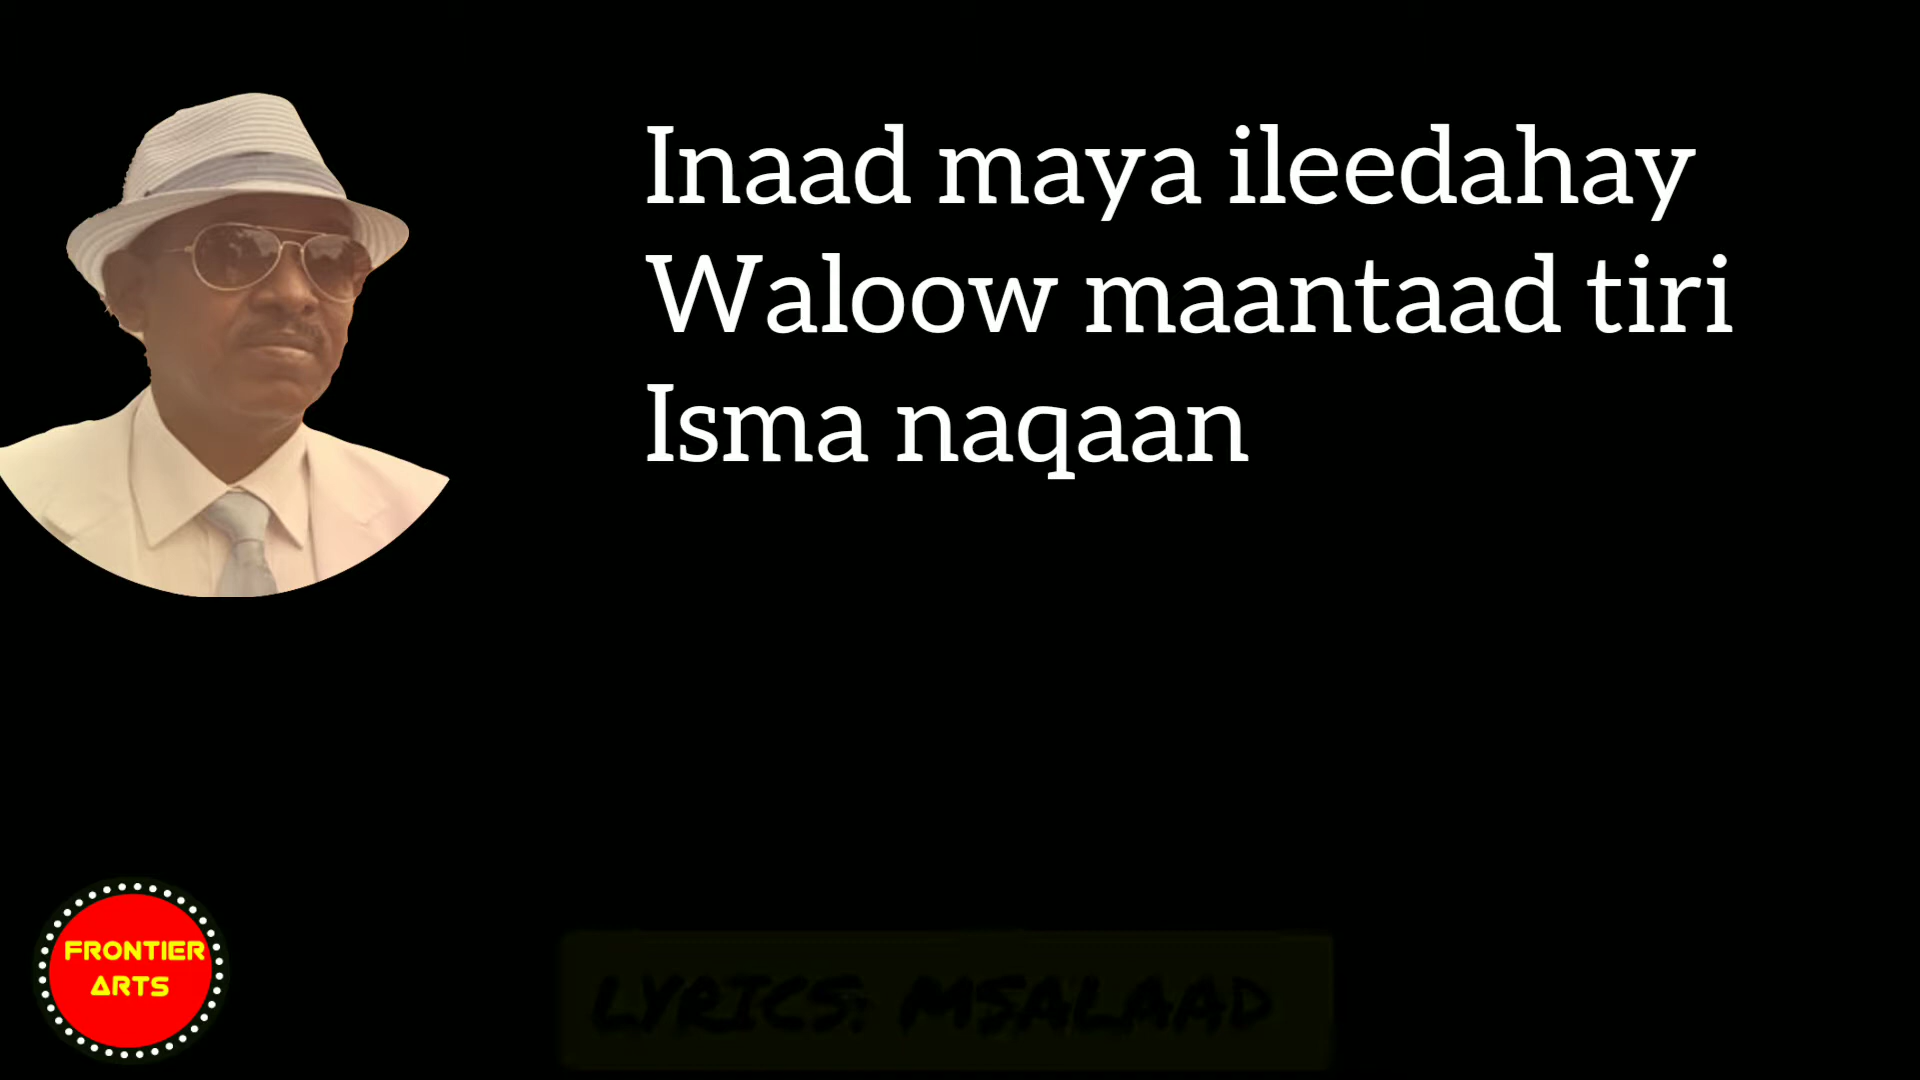 Inaad maya ileedahay
Waloow maantaad tiri
Isma naqaan
FRONTIER
ARTS
LYRICS: MSALAAD